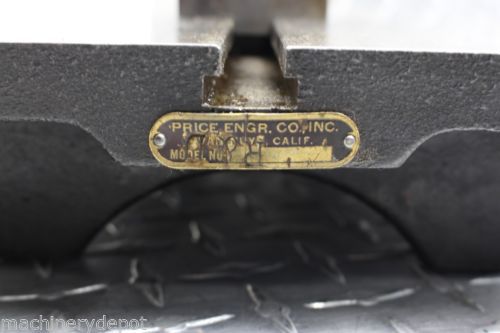 PRICE ENGR. CO. INC.
CALIF.
MODEL NO.
machinerydepot